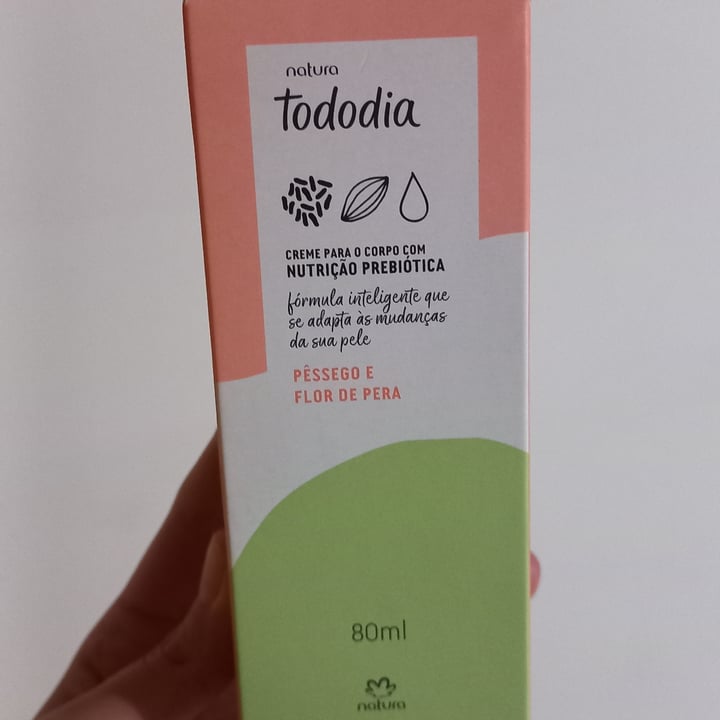 natura
tododia
CREME PARA O CORPO COM
NUTRIÇÃO PREBIÓTICA
fórmula inteligente que
se adapta às mudanças
da sua pele
PÊSSEGO E
FLOR DE PERA
80ml
natura